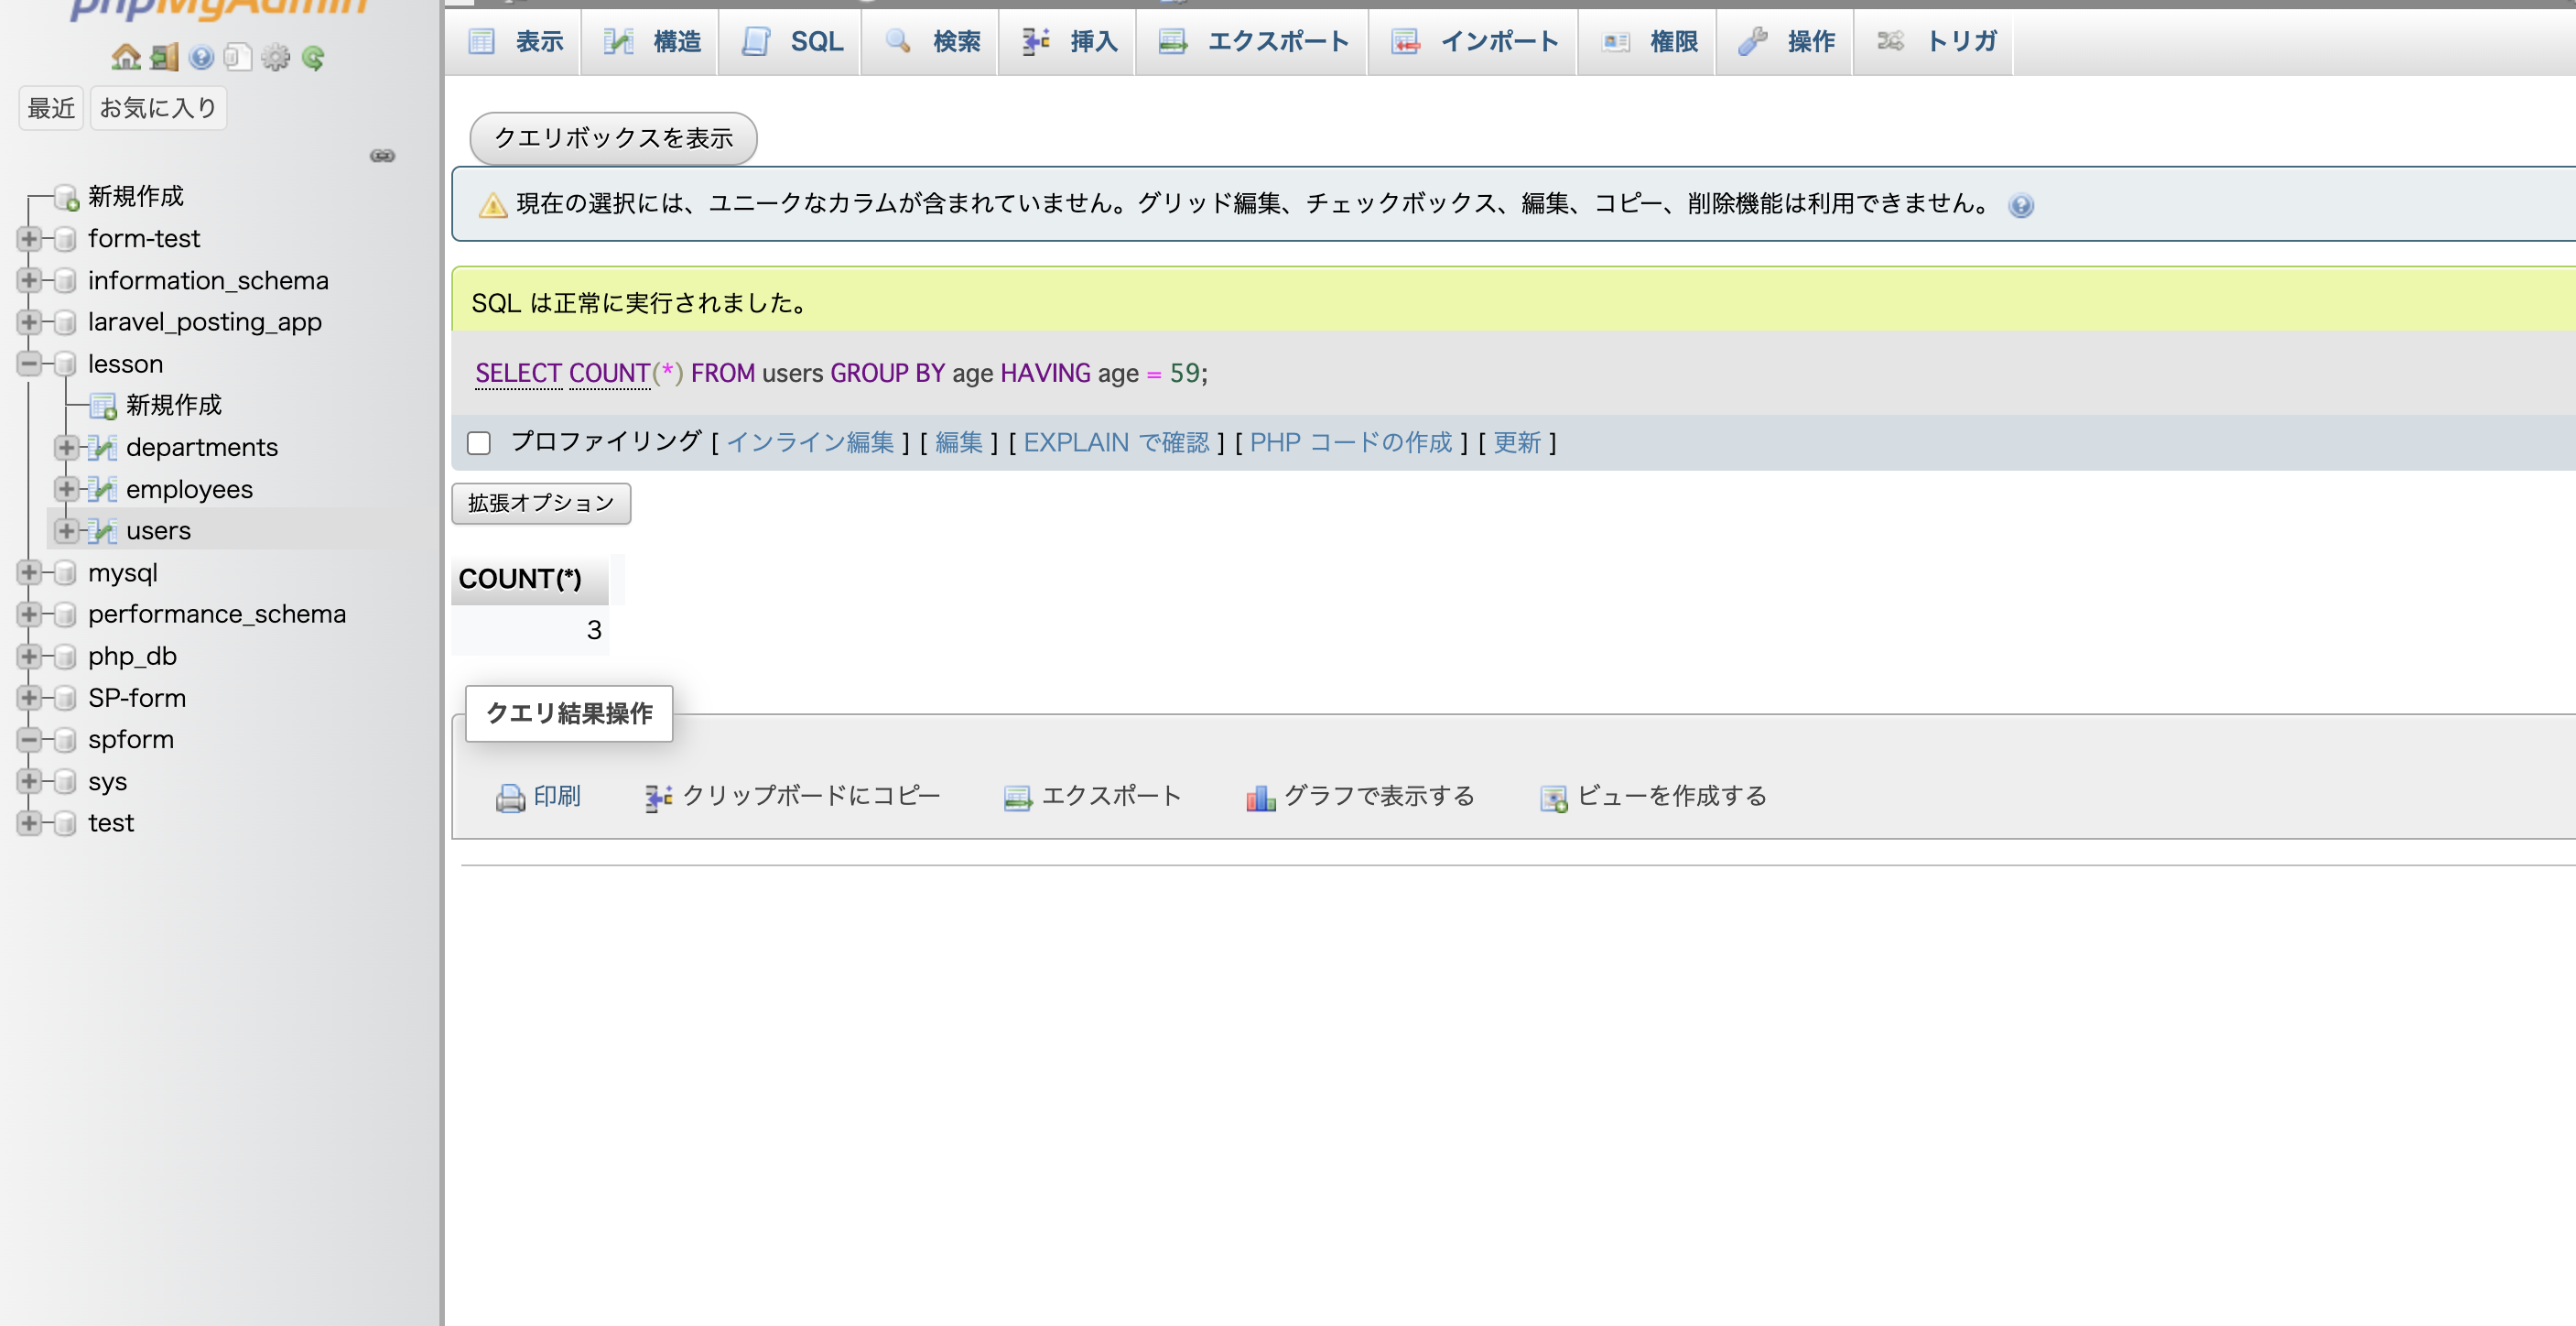 phpMyAdmin
最近 お気に入り
新規作成
form-test
information_schema
laravel_posting_app
lesson
新規作成
departments
employees
users
mysql
performance_schema
php_db
SP-form
spform
sys
test
表示 構造 SQL 検索 挿入 エクスポート インポート 権限 操作 トリガ
クエリボックスを表示
現在の選択には、ユニークなカラムが含まれていません。グリッド編集、チェックボックス、編集、コピー、削除機能は利用できません。
SQL は正常に実行されました。
SELECT COUNT(*) FROM users GROUP BY age HAVING age = 59;
プロファイリング [ インライン編集 ] [ 編集 ] [ EXPLAIN で確認 ] [ PHP コードの作成 ] [ 更新 ]
拡張オプション
COUNT(*)
3
クエリ結果操作
印刷 クリップボードにコピー エクスポート グラフで表示する ビューを作成する